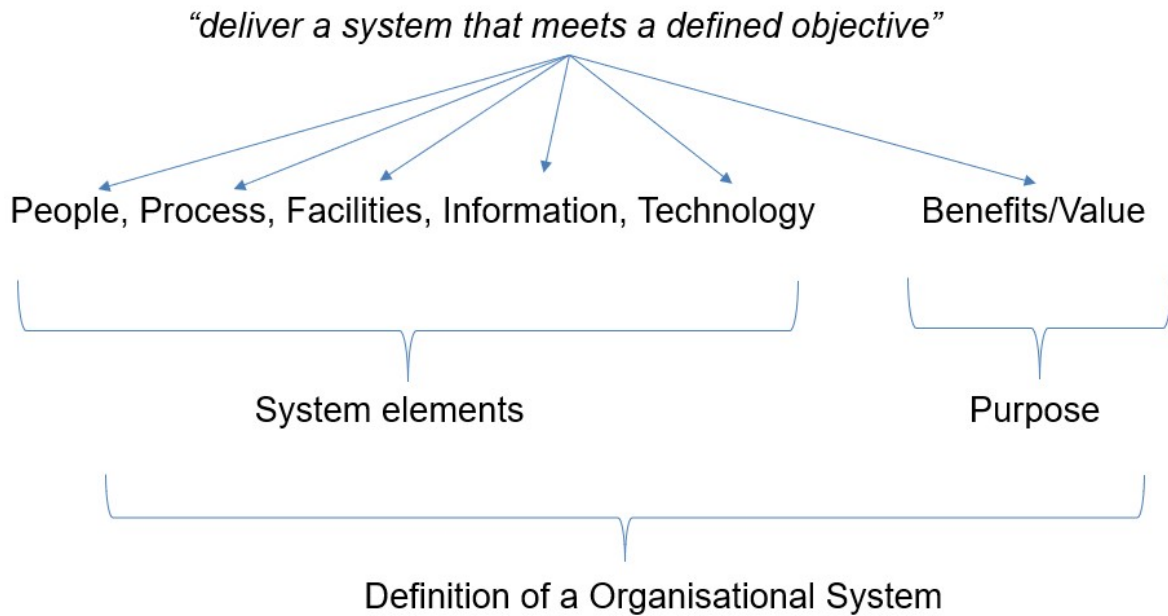 “deliver a system that meets a defined objective”
People, Process, Facilities, Information, Technology
Benefits/Value
System elements
Purpose
Definition of a Organisational System